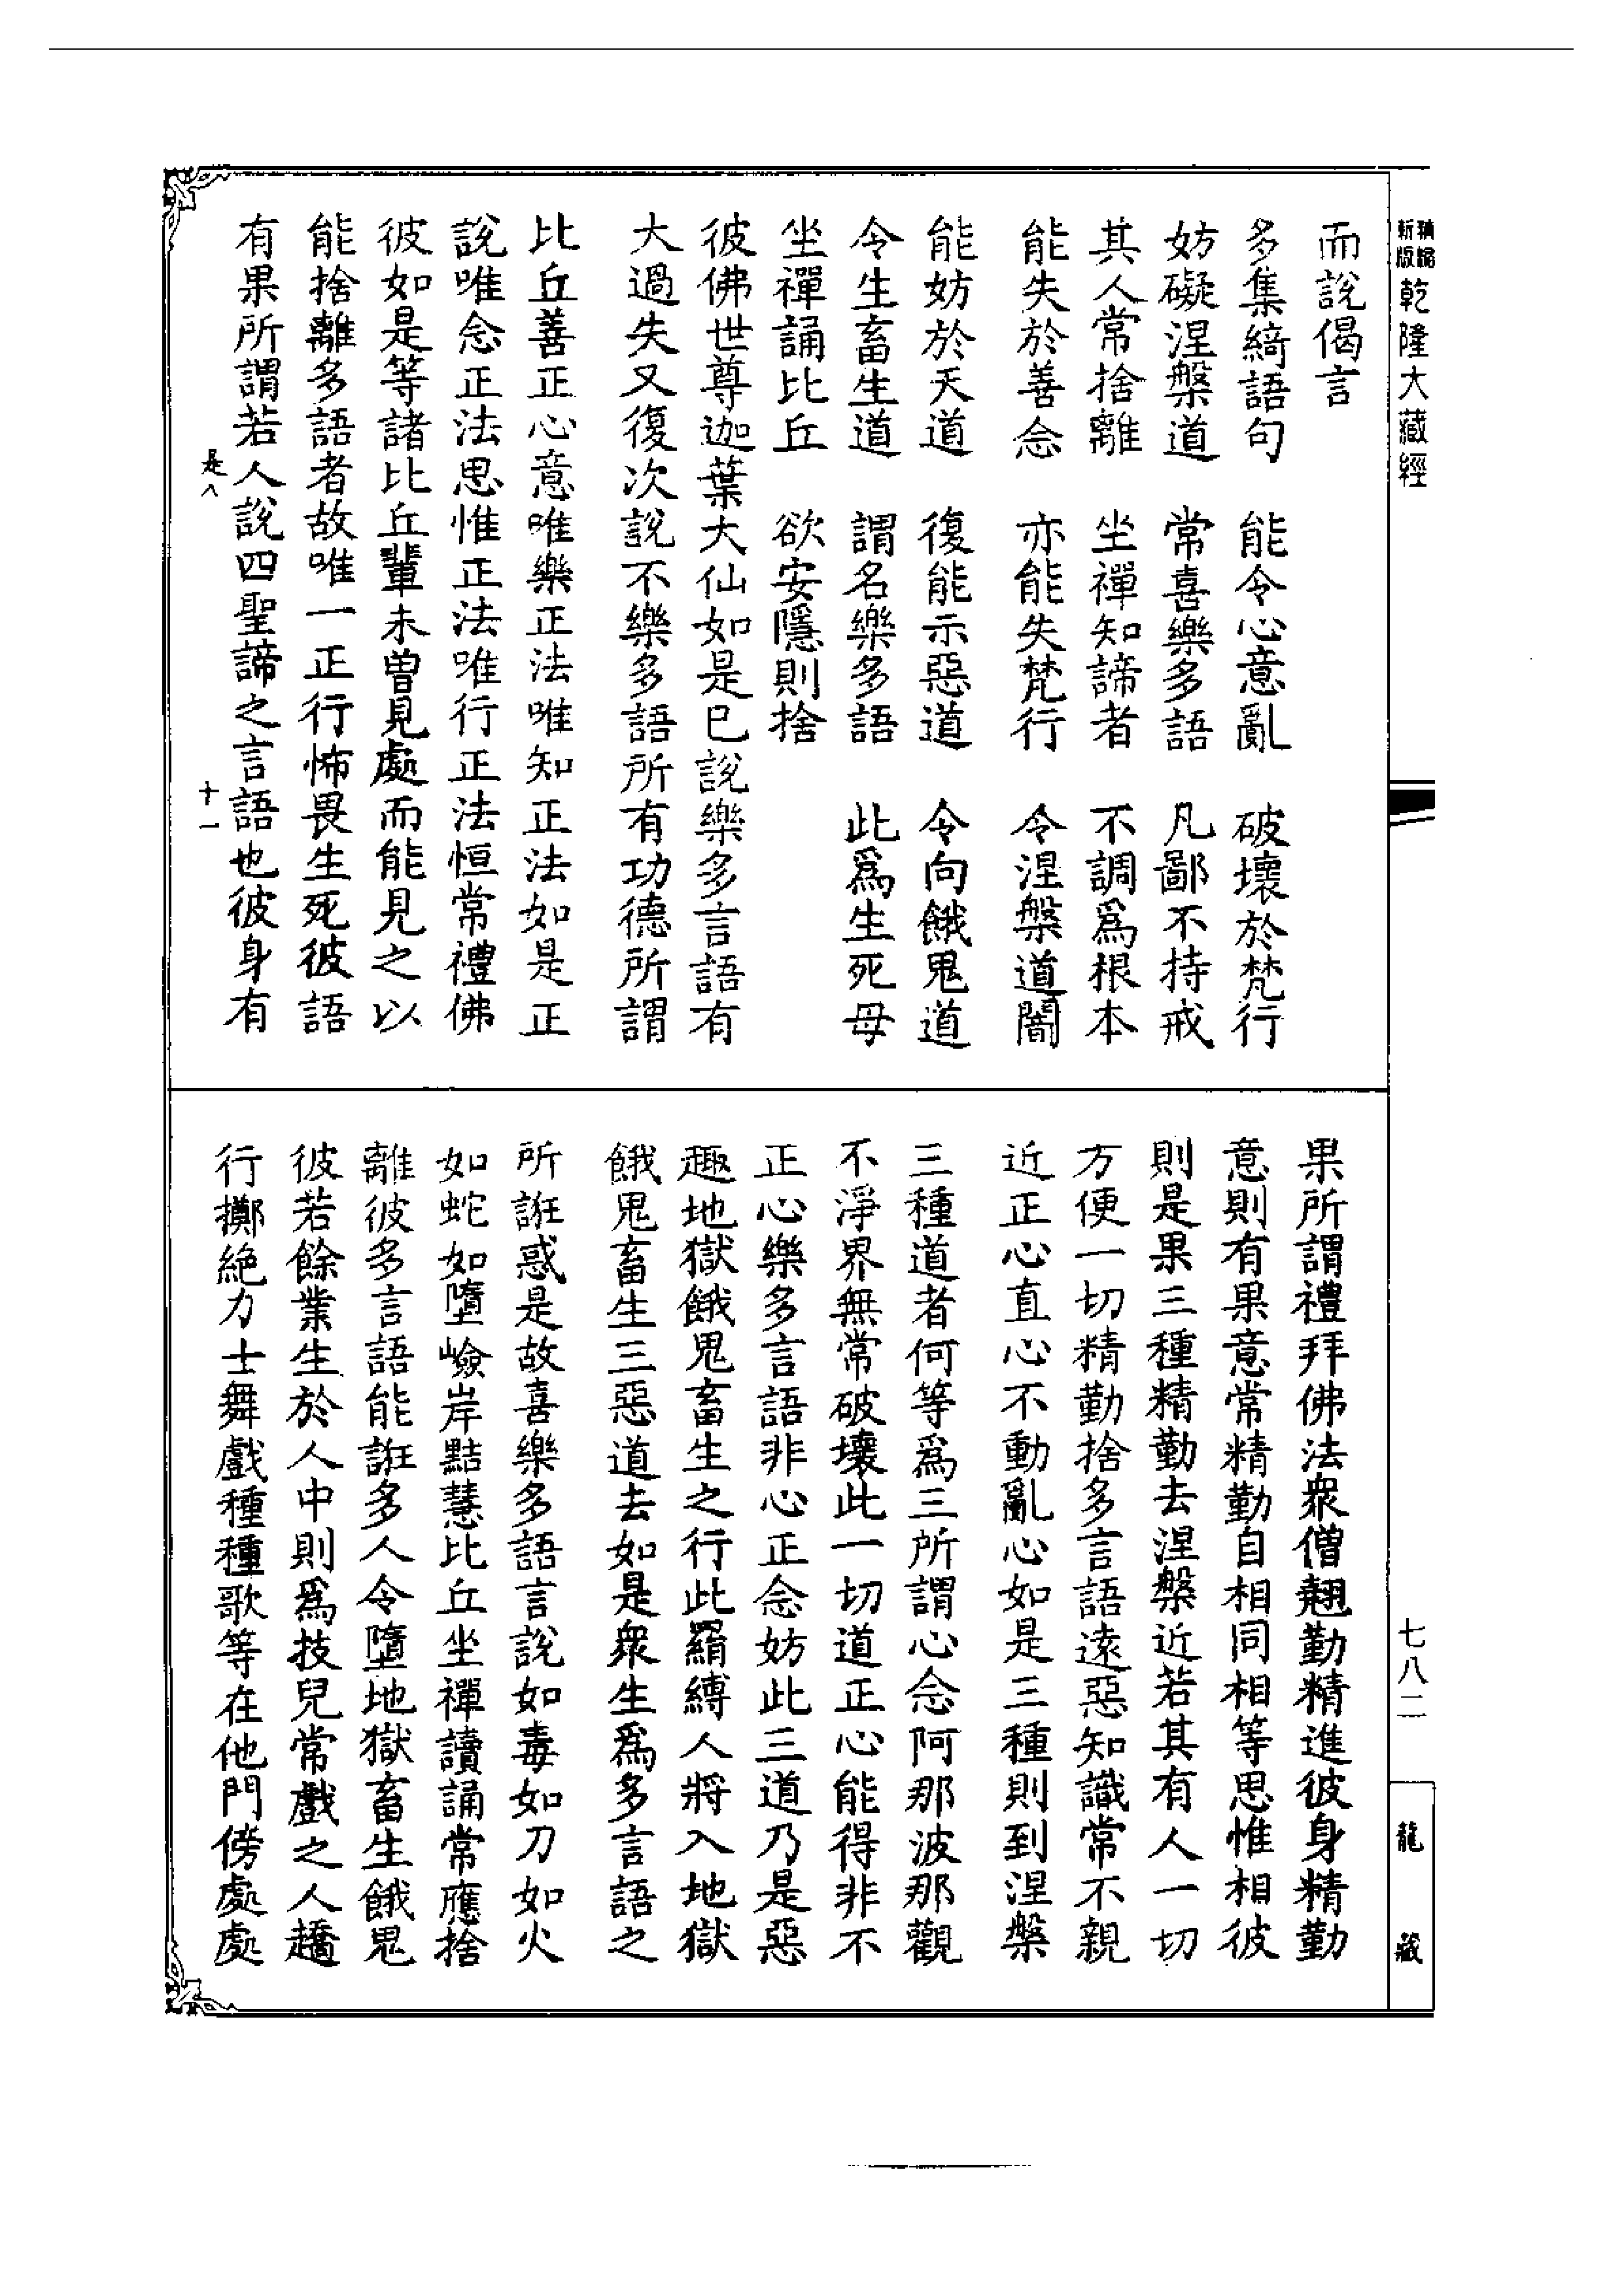 精縮新版乾隆大藏經
七八二
龍藏
而說偈言
多集綺語句　能令心意亂　破壞於梵行
妨礙涅槃道　常喜樂多語　凡鄙不持戒
其人常捨離　坐禪知諦者　不調爲根本
能失於善念　亦能失梵行　令涅槃道闇
能妨於天道　復能示惡道　令向餓鬼道
令生畜生道　謂名樂多語　此爲生死母
坐禪誦比丘　欲安隱則捨
彼佛世尊迦葉大仙如是已說樂多言語有
大過失又復次說不樂多語所有功德所謂
比丘善正心意唯樂正法唯知正法如是正
說唯念正法思惟正法唯行正法恒常禮佛
彼如是等諸比丘輩未曾見處而能見之以
能捨離多語者故唯一正行怖畏生死彼語
有果所謂若人說四聖諦之言語也彼身有
是八
十一
果所謂禮拜佛法衆僧翹勤精進彼身精勤
意則有果意常精勤自相同相等思惟相彼
則是果三種精勤去涅槃近若其有人一切
方便一切精勤捨多言語遠惡知識常不親
近正心直心不動亂心如是三種則到涅槃
三種道者何等爲三所謂心念阿那波那觀
不淨界無常破壞此一切道正心能得非不
正心樂多言語非心正念妨此三道乃是惡
趣地獄餓鬼畜生之行此羂縛人將入地獄
餓鬼畜生三惡道去如是衆生爲多言語之
所誑惑是故喜樂多語言說如毒如刀如火
如蛇如墮嶮岸黠慧比丘坐禪讀誦常應捨
離彼多言語能誑多人令墮地獄畜生餓鬼
彼若餘業生於人中則爲技兒常戲之人趫
行擲絶力士舞戲種種歌等在他門傍處處